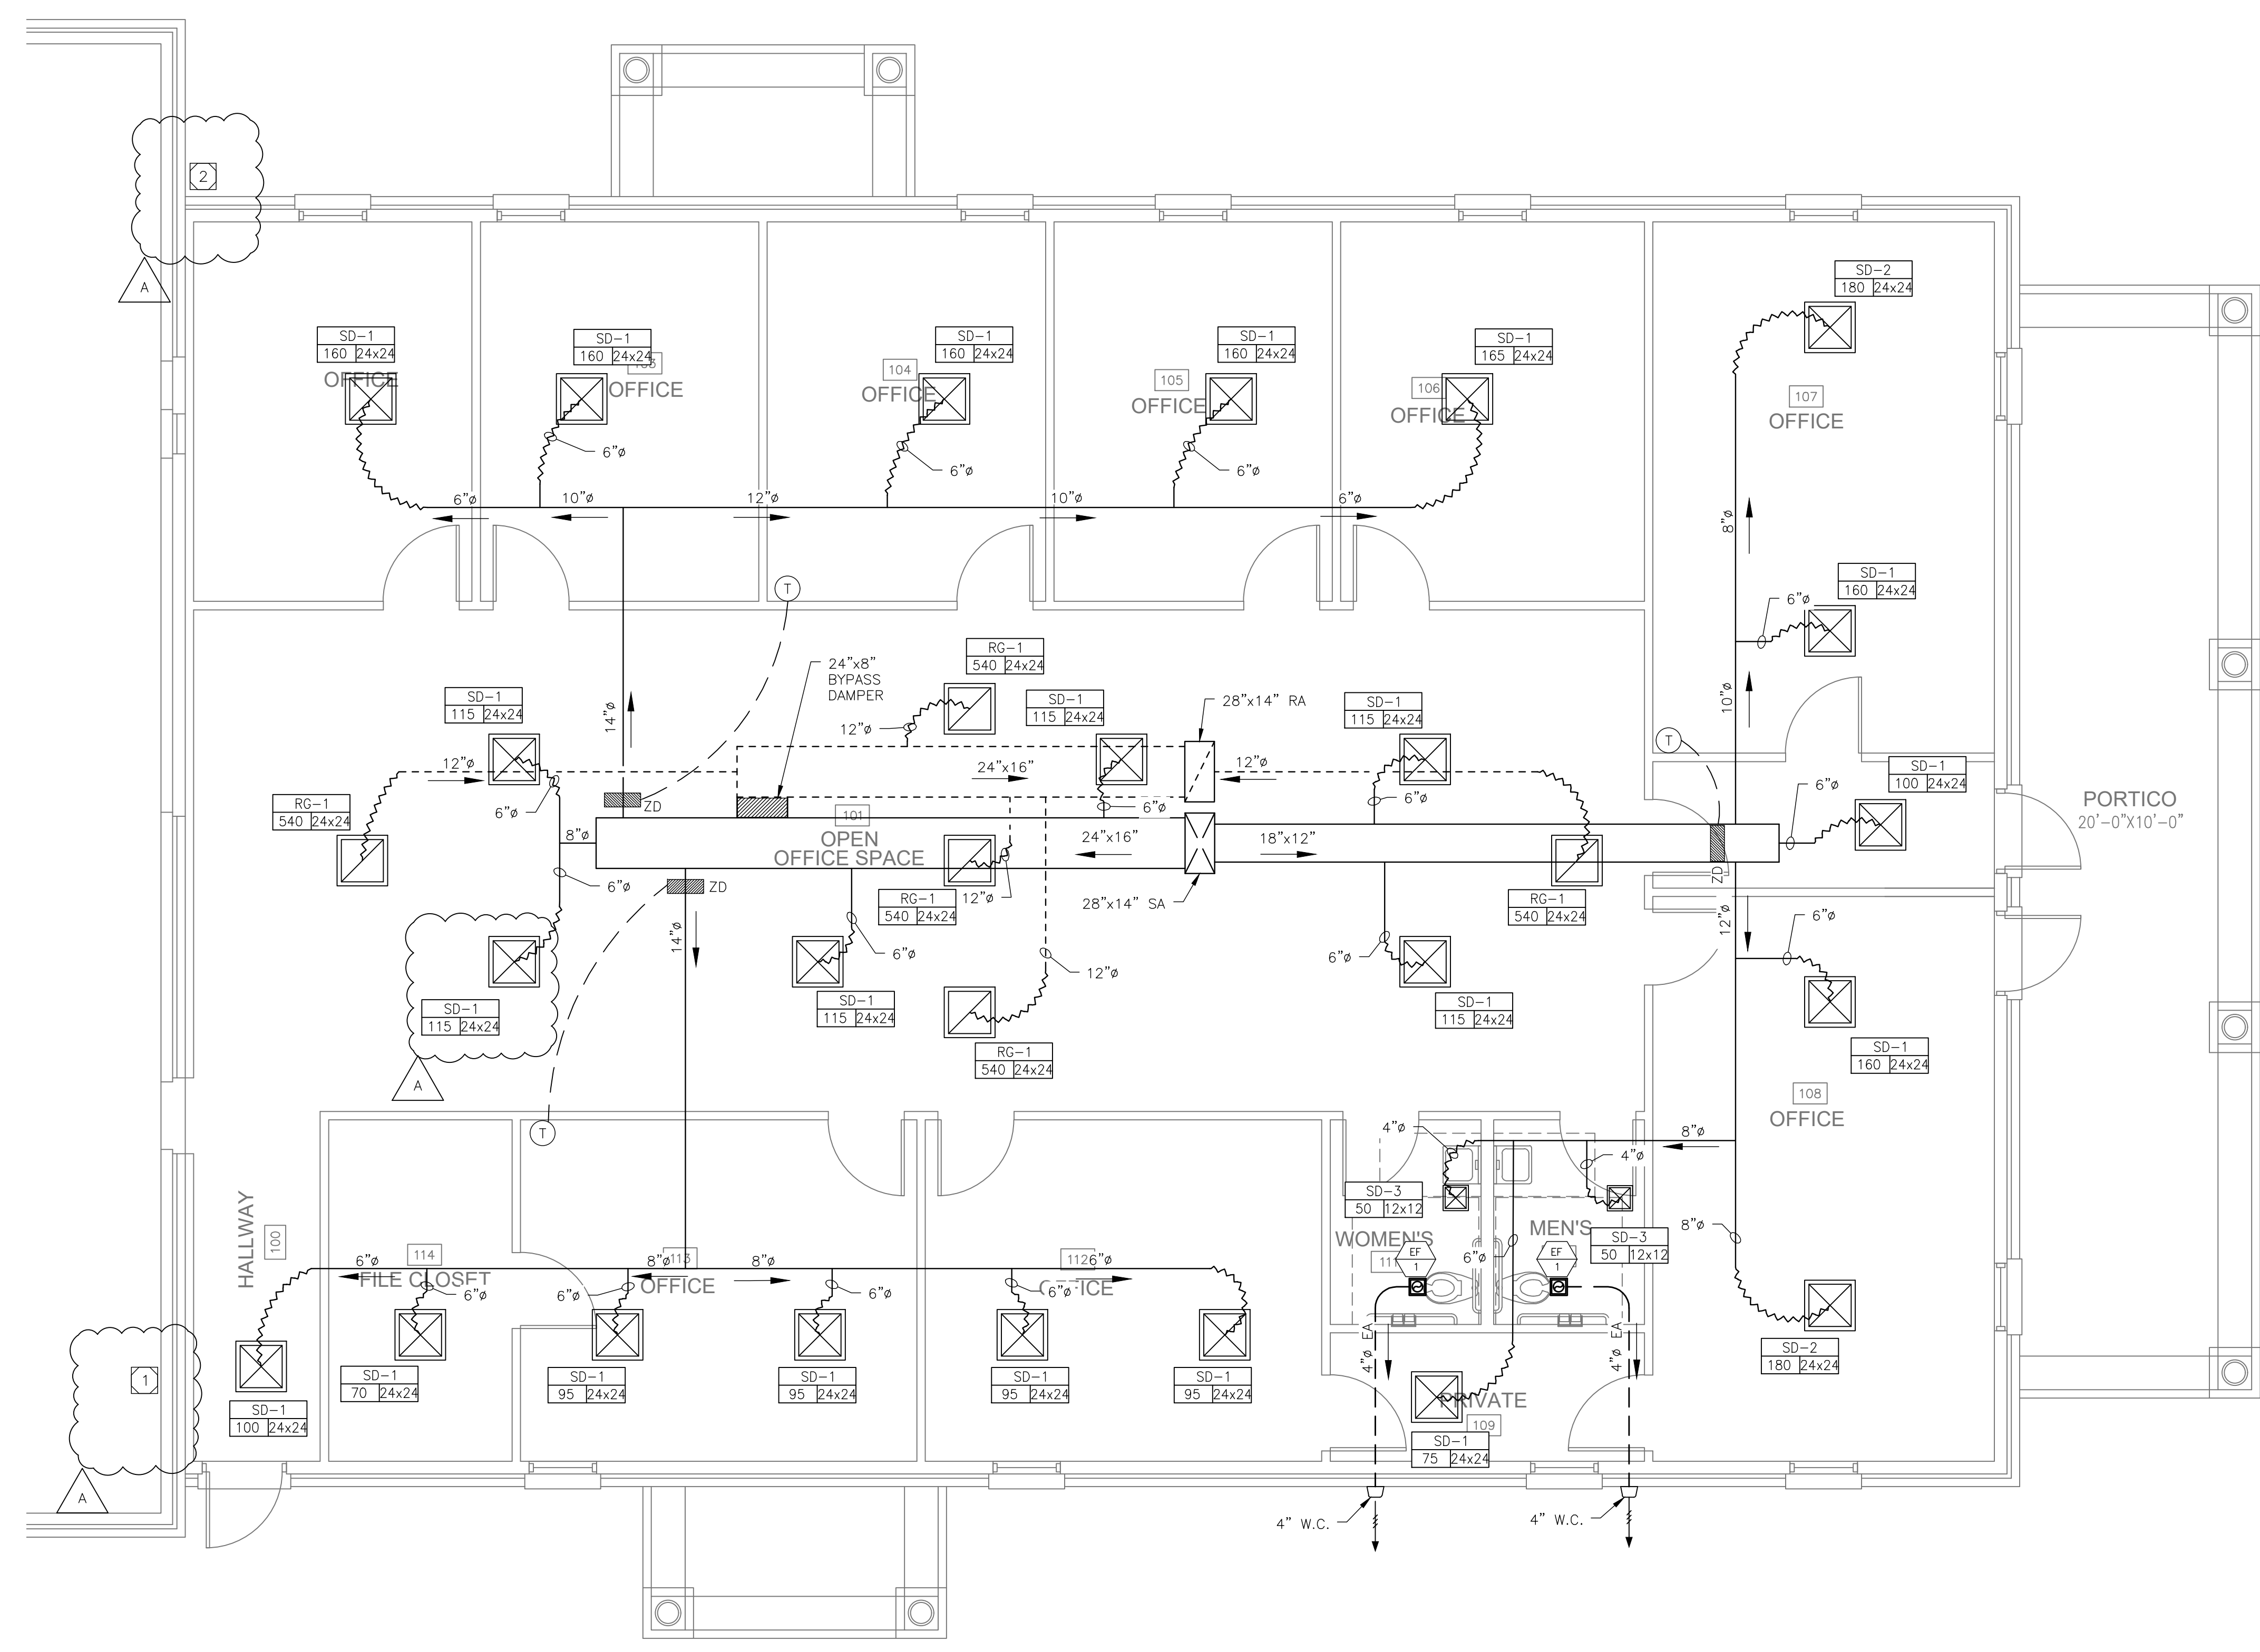 2
A
SD-2
180 24x24
SD-1
160 24x24
OFFICE
SD-1
160 24x24
OFFICE
SD-1
160 24x24
104
OFFICE
SD-1
160 24x24
105
OFFICE
SD-1
165 24x24
106
OFFICE
107
OFFICE
6"ø
6"ø
6"ø
6"ø
10"ø
12"ø
10"ø
6"ø
8"ø
T
SD-1
160 24x24
6"ø
24"x8"
BYPASS
DAMPER
RG-1
540 24x24
SD-1
115 24x24
14"ø
12"ø
SD-1
115 24x24
28"x14" RA
SD-1
115 24x24
10"ø
T
12"ø
24"x16"
12"ø
SD-1
100 24x24
RG-1
540 24x24
6"ø
ZD
6"ø
6"ø
6"ø
PORTICO
20'-0"X10'-0"
8"ø
101
OPEN
OFFICE SPACE
24"x16"
18"x12"
6"ø
ZD
RG-1
540 24x24
12"ø
28"x14" SA
RG-1
540 24x24
ZD
12"ø
6"ø
14"ø
6"ø
12"ø
6"ø
SD-1
115 24x24
SD-1
115 24x24
SD-1
115 24x24
A
RG-1
540 24x24
SD-1
160 24x24
108
OFFICE
T
4"ø
8"ø
4"ø
SD-3
50 12x12
HALLWAY
100
WOMEN'S
MEN'S
SD-3
50 12x12
8"ø
6"ø
114
FILE CLOSET
8"ø
113
OFFICE
8"ø
112
6"ø
EF
1
6"ø
EF
1
6"ø
6"ø
6"ø
6"ø
4"ø EA
4"ø EA
1
SD-1
70 24x24
SD-1
95 24x24
SD-1
95 24x24
SD-1
95 24x24
SD-1
95 24x24
SD-2
180 24x24
SD-1
100 24x24
PRIVATE
109
SD-1
75 24x24
A
4" W.C.
4" W.C.